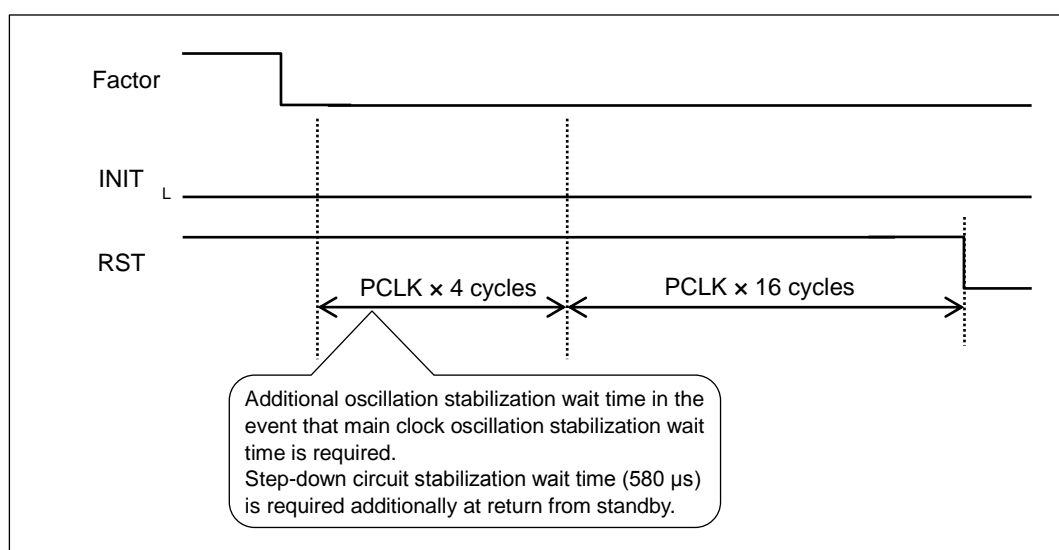 Factor
INIT
L
RST
PCLK × 4 cycles
PCLK × 16 cycles
Additional oscillation stabilization wait time in the
event that main clock oscillation stabilization wait
time is required.
Step-down circuit stabilization wait time (580 μs)
is required additionally at return from standby.